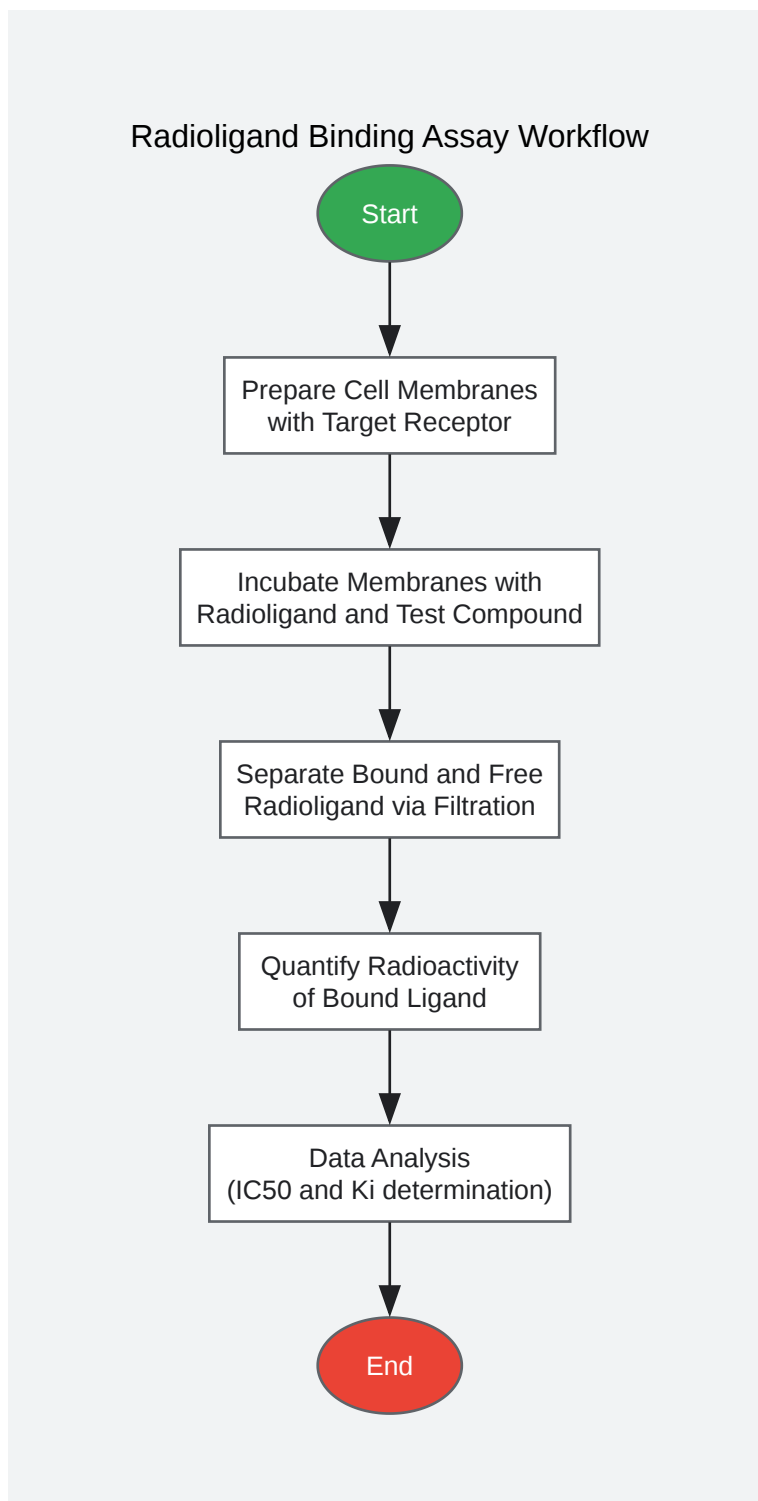 Radioligand Binding Assay Workflow
Start
Prepare Cell Membranes
with Target Receptor
Incubate Membranes with
Radioligand and Test Compound
Separate Bound and Free
Radioligand via Filtration
Quantify Radioactivity
of Bound Ligand
Data Analysis
(IC50 and Ki determination)
End